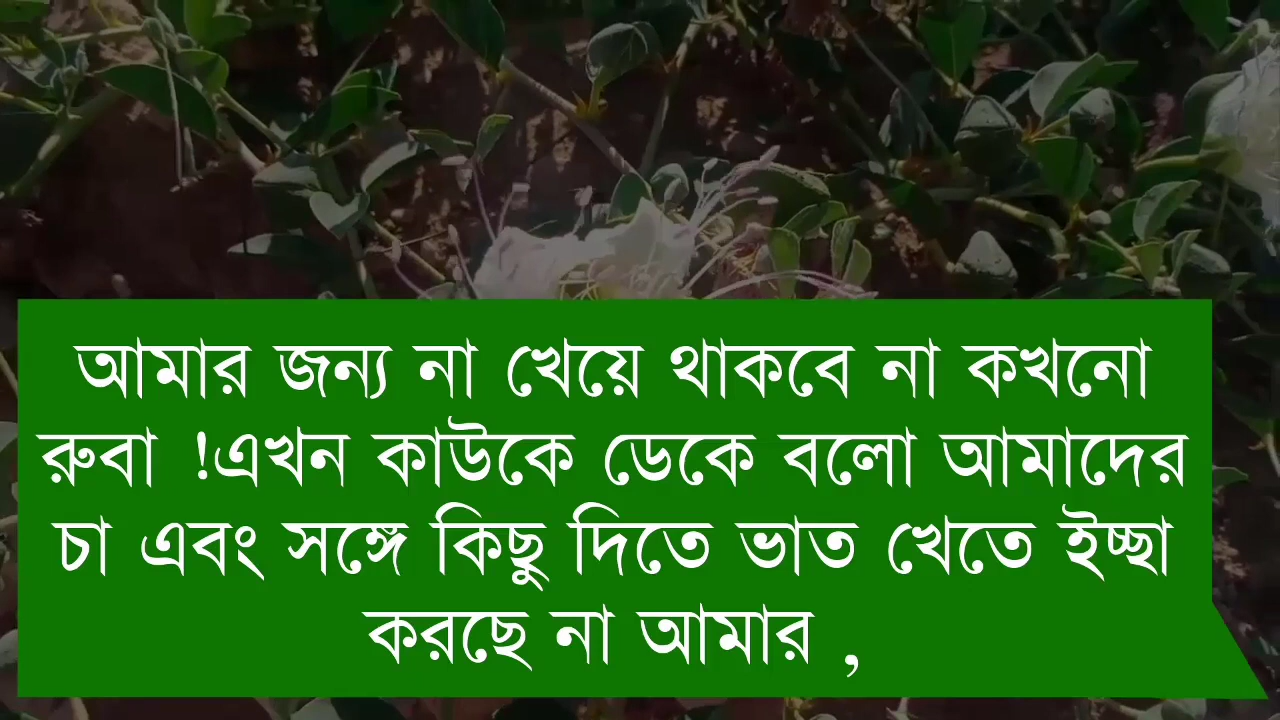 আমার জন্য না খেয়ে থাকবে না কখনো
রুবা !এখন কাউকে ডেকে বলো আমাদের
চা এবং সঙ্গে কিছু দিতে ভাত খেতে ইচ্ছা
করছে না আমার ,